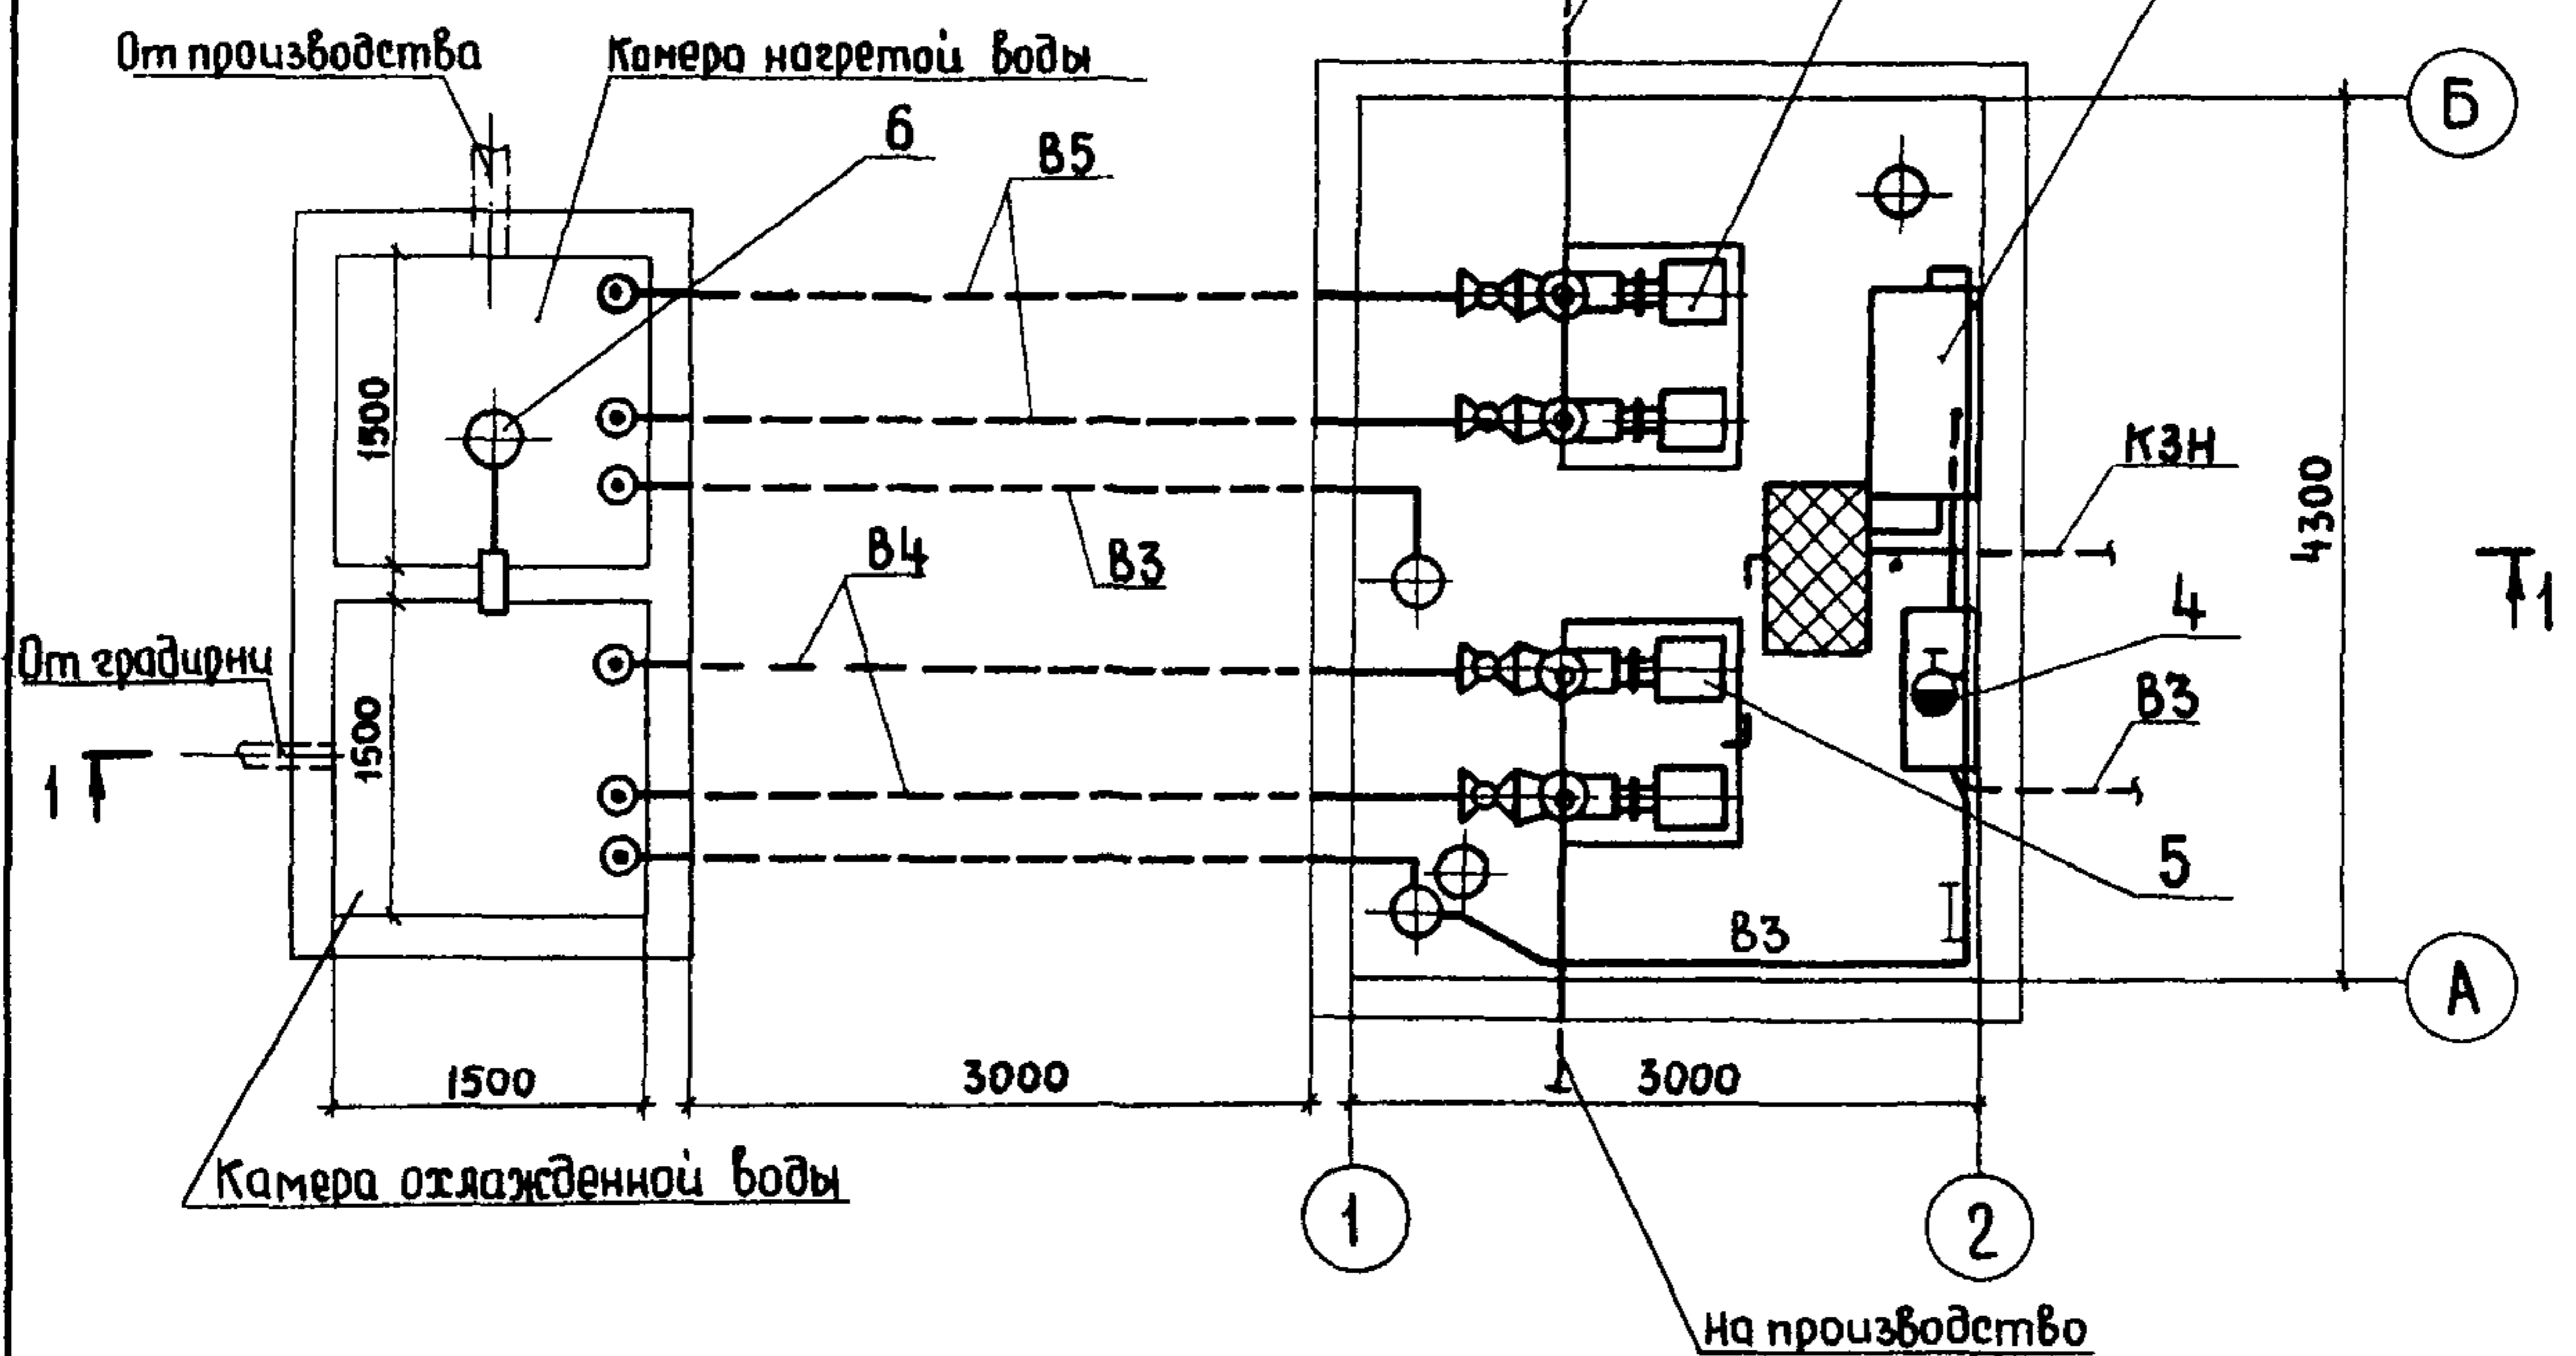 От производства
Камера нагретой воды
6
В5
Б
1500
КЗН
4300
В4
В3
1
4
От градирни
1500
В3
1
5
В3
А
1500
3000
3000
Камера охлажденной воды
1
2
На производство